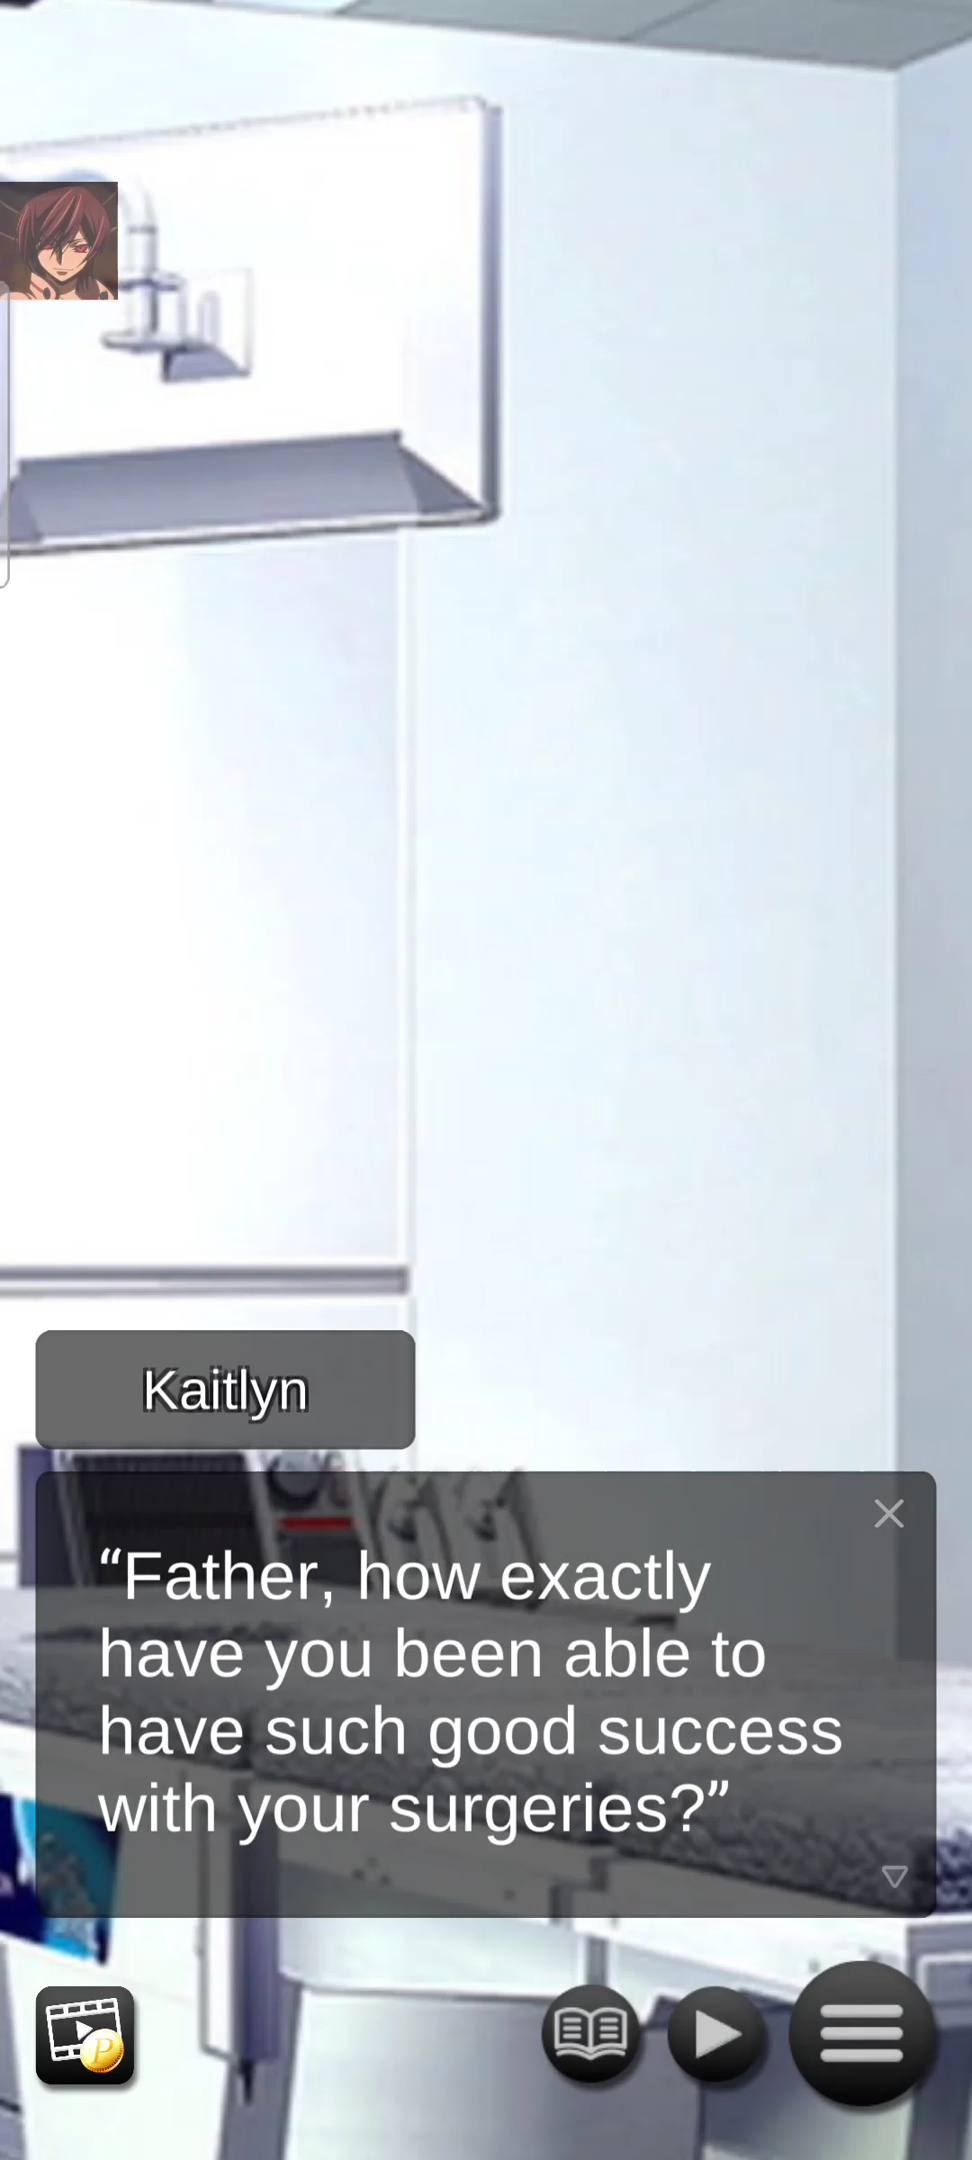 Kaitlyn
“Father, how exactly
have you been able to
have such good success
with your surgeries?”
P